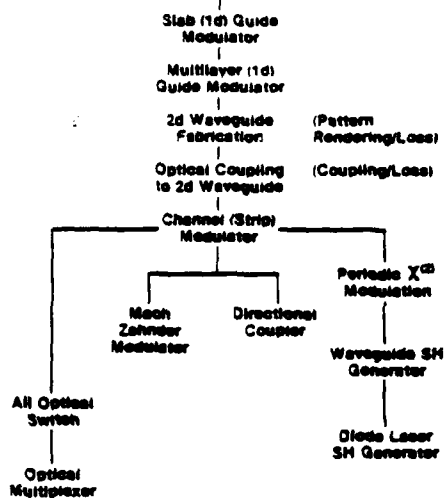 Slab (1d) Guide
Modulator
Multilayer (1d)
Guide Modulator
2d Waveguide (Pattern
Fabrication Rendering/Loss)
Optical Coupling (Coupling/Loss)
to 2d Waveguide
Channel (Strip)
Modulator
Periodic X(2)
Modulation
Mach
Zehnder
Modulator
Directional
Coupler
Waveguide SH
Generator
All Optical
Switch
Diode Laser
SH Generator
Optical
Multiplexer